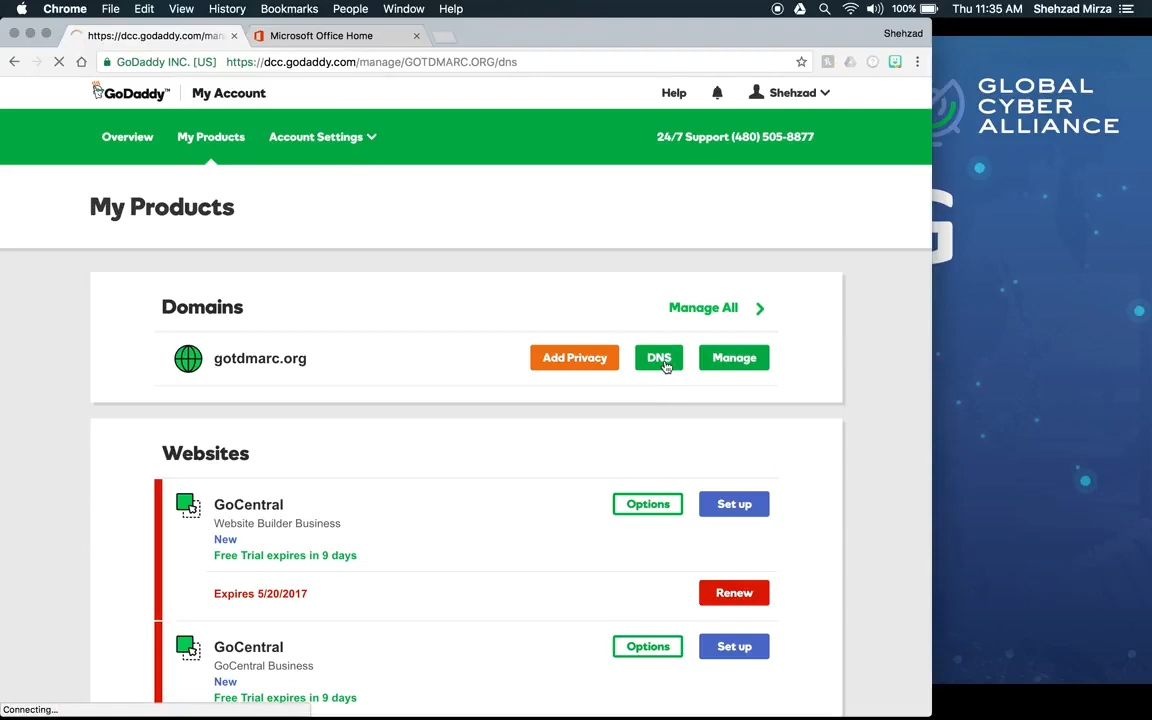 Chrome File Edit View History Bookmarks People Window Help 100% Thu 11:35 AM Shehzad Mirza
https://dcc.godaddy.com/man Microsoft Office Home Shehzad
GoDaddy INC. [US] https://dcc.godaddy.com/manage/GOTDMARC.ORG/dns
GoDaddy™ My Account Help Shehzad
Overview My Products Account Settings 24/7 Support (480) 505-8877
My Products
Domains Manage All
gotdmarc.org Add Privacy DNS Manage
Websites
GoCentral Options Set up
Website Builder Business
New
Free Trial expires in 9 days
Expires 5/20/2017 Renew
GoCentral Options Set up
GoCentral Business
New
Free Trial expires in 9 days
Connecting...
GLOBAL
CYBER
ALLIANCE